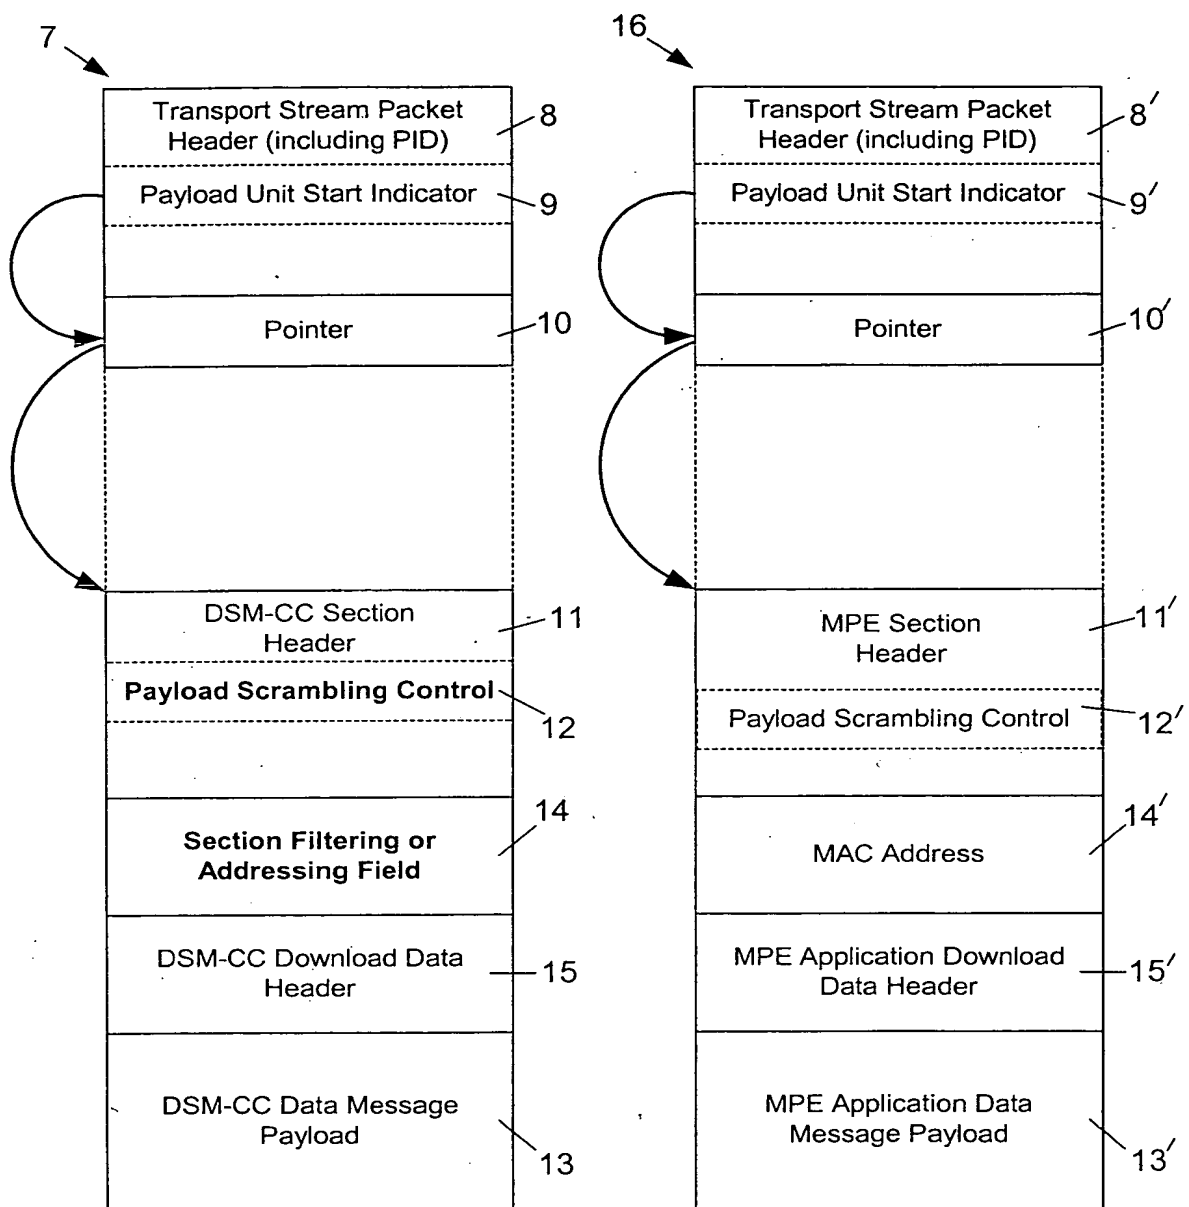 7
Transport Stream Packet
Header (including PID)
8
Payload Unit Start Indicator
9
Pointer
10
DSM-CC Section
Header
11
Payload Scrambling Control
12
Section Filtering or
Addressing Field
14
DSM-CC Download Data
Header
15
DSM-CC Data Message
Payload
13
16
Transport Stream Packet
Header (including PID)
8′
Payload Unit Start Indicator
9′
Pointer
10′
MPE Section
Header
11′
Payload Scrambling Control
12′
MAC Address
14′
MPE Application Download
Data Header
15′
MPE Application Data
Message Payload
13′